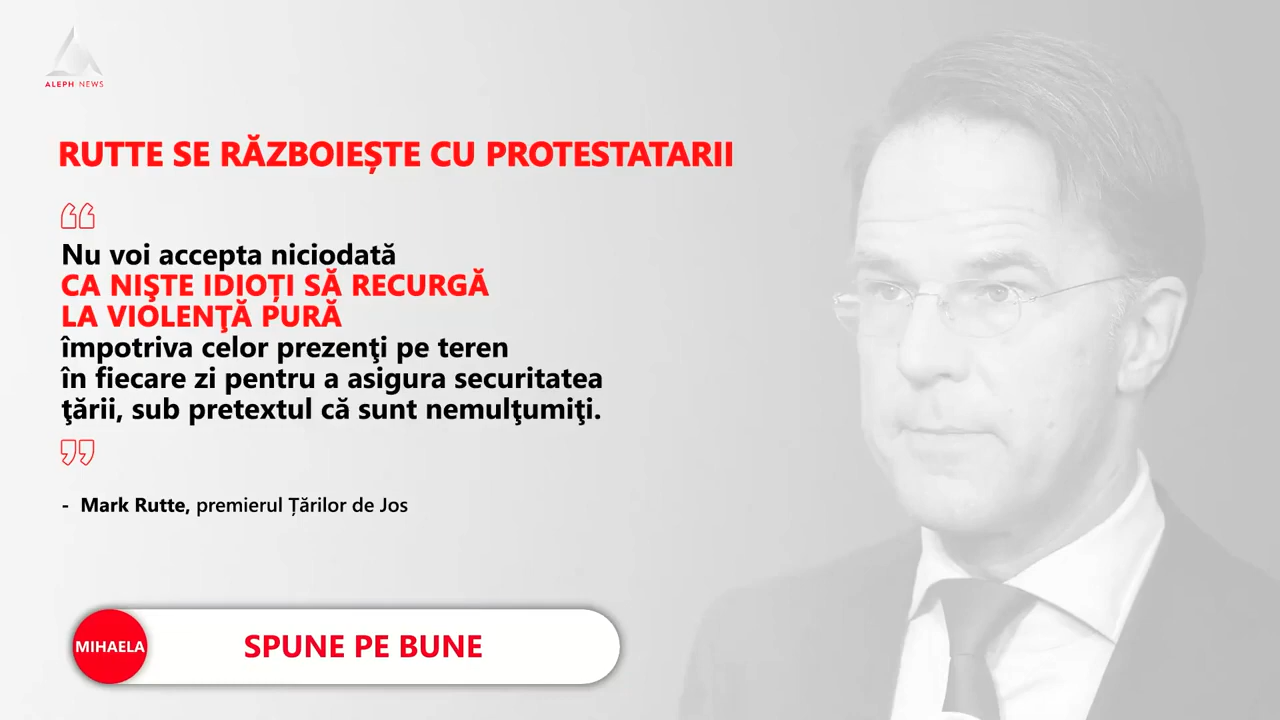 ALEPH NEWS
RUTTE SE RĂZBOIEȘTE CU PROTESTATARII
Nu voi accepta niciodată
CA NIŞTE IDIOȚI SĂ RECURGĂ
LA VIOLENŢĂ PURĂ
împotriva celor prezenţi pe teren
în fiecare zi pentru a asigura securitatea
ţării, sub pretextul că sunt nemulţumiţi.
- Mark Rutte, premierul Țărilor de Jos
MIHAELA
SPUNE PE BUNE